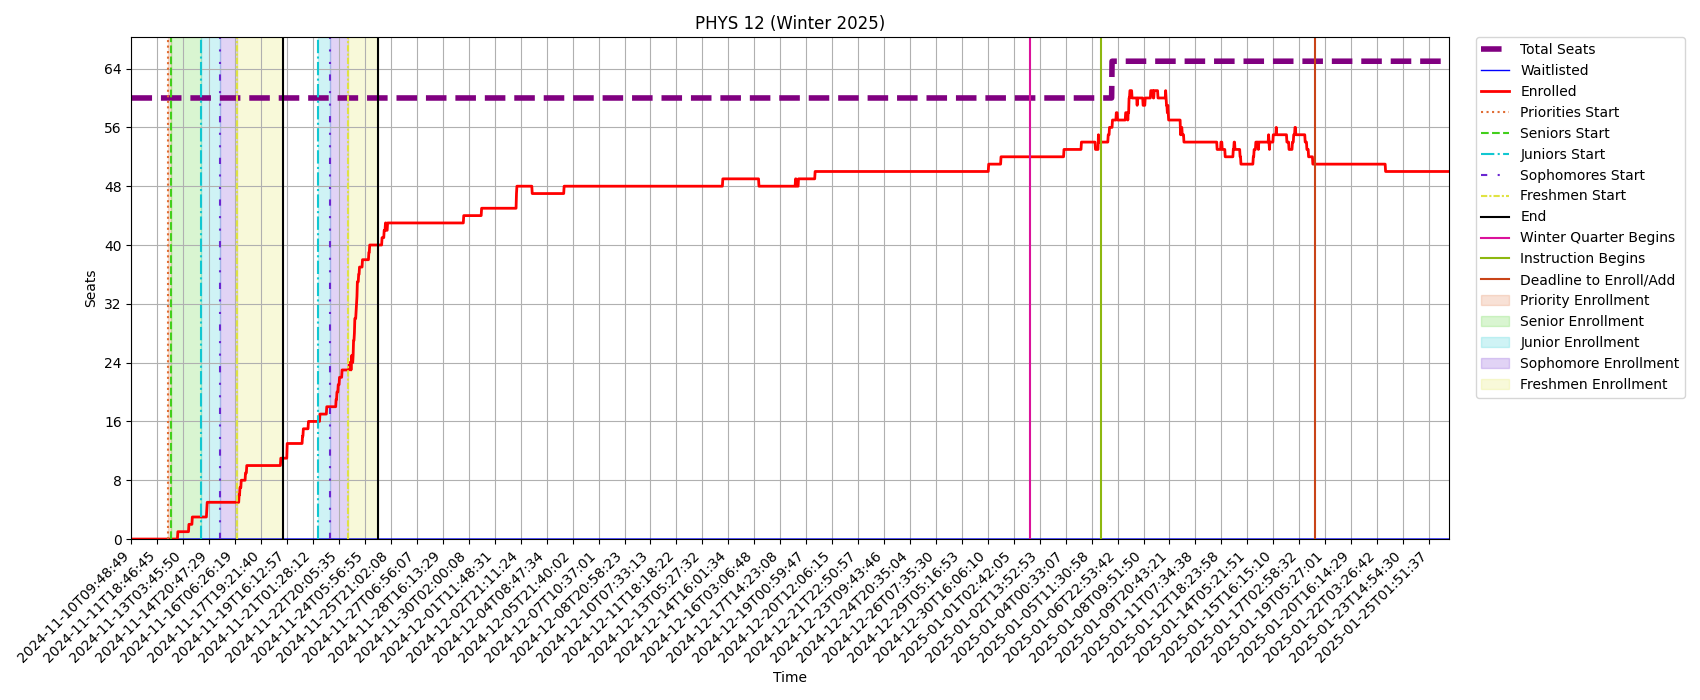 PHYS 12 (Winter 2025)
Seats
64
56
48
40
32
24
16
8
0
2024-11-10T09:48:49
2024-11-11T18:46:45
2024-11-13T03:45:50
2024-11-14T20:47:29
2024-11-16T06:26:19
2024-11-17T19:21:40
2024-11-19T16:12:57
2024-11-21T01:28:12
2024-11-22T20:05:35
2024-11-24T05:56:55
2024-11-25T21:02:08
2024-11-27T06:56:07
2024-11-28T16:13:29
2024-11-30T02:00:08
2024-12-01T11:48:31
2024-12-02T21:11:24
2024-12-04T08:47:34
2024-12-05T21:40:02
2024-12-07T10:37:01
2024-12-08T20:58:23
2024-12-10T07:33:13
2024-12-11T18:18:22
2024-12-13T05:27:32
2024-12-14T16:01:34
2024-12-16T03:06:48
2024-12-17T14:23:08
2024-12-19T00:59:47
2024-12-20T12:06:15
2024-12-21T22:50:57
2024-12-23T09:43:46
2024-12-24T20:35:04
2024-12-26T07:35:30
2024-12-29T05:16:53
2024-12-30T16:06:10
2025-01-01T02:42:05
2025-01-02T13:52:53
2025-01-04T00:33:07
2025-01-05T11:30:58
2025-01-06T22:53:42
2025-01-08T09:51:50
2025-01-09T20:43:21
2025-01-11T07:34:38
2025-01-12T18:23:58
2025-01-14T05:21:51
2025-01-15T16:15:10
2025-01-17T02:58:32
2025-01-19T05:27:01
2025-01-20T16:14:29
2025-01-22T03:26:42
2025-01-23T14:54:30
2025-01-25T01:51:37
Time
Total Seats
Waitlisted
Enrolled
Priorities Start
Seniors Start
Juniors Start
Sophomores Start
Freshmen Start
End
Winter Quarter Begins
Instruction Begins
Deadline to Enroll/Add
Priority Enrollment
Senior Enrollment
Junior Enrollment
Sophomore Enrollment
Freshmen Enrollment